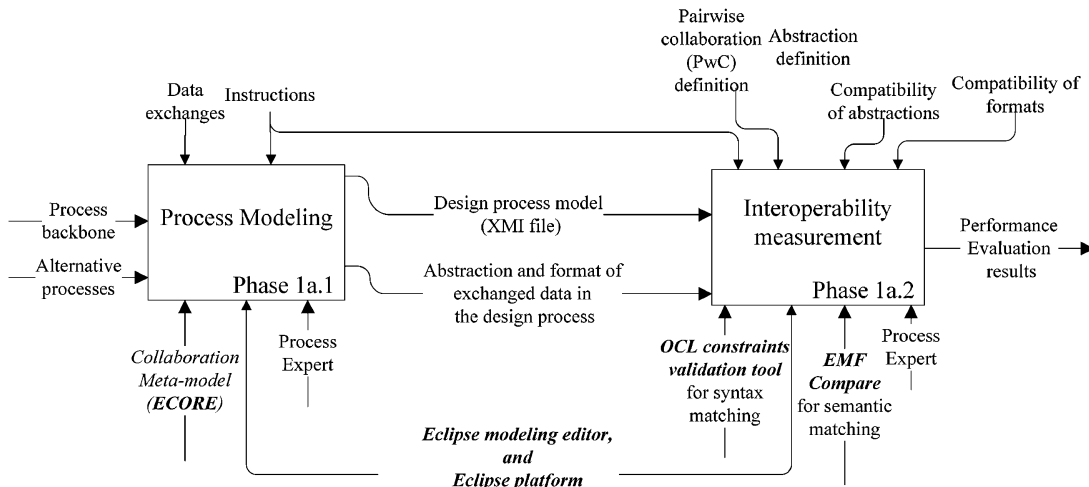 Pairwise
collaboration
(PwC)
definition
Abstraction
definition
Data
exchanges
Instructions
Compatibility
of abstractions
Compatibility of
formats
Process
backbone
Alternative
processes
Process Modeling
Phase 1a.1
Design process model
(XMI file)
Abstraction and format of
exchanged data in
the design process
Interoperability
measurement
Phase 1a.2
Performance
Evaluation
results
Collaboration
Meta-model
(ECORE)
Process
Expert
OCL constraints
validation tool
for syntax
matching
EMF
Compare
for semantic
matching
Process
Expert
Eclipse modeling editor,
and
Eclipse platform